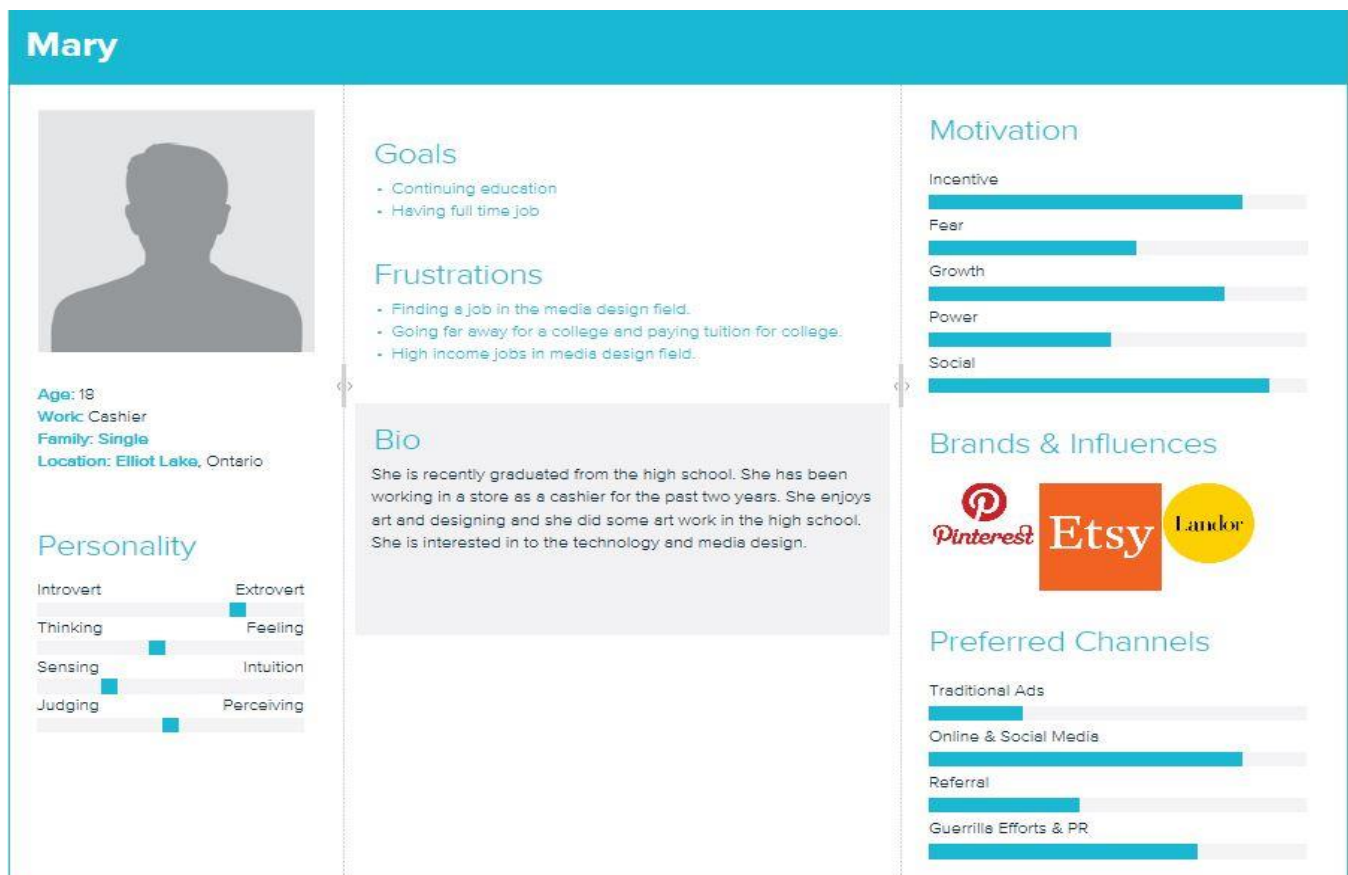 Mary
Age: 18
Work: Cashier
Family: Single
Location: Elliot Lake, Ontario
Personality
Introvert Extrovert
Thinking Feeling
Sensing Intuition
Judging Perceiving
Goals
- Continuing education
- Having full time job
Frustrations
- Finding a job in the media design field.
- Going far away for a college and paying tuition for college.
- High income jobs in media design field.
Bio
She is recently graduated from the high school. She has been
working in a store as a cashier for the past two years. She enjoys
art and designing and she did some art work in the high school.
She is interested in to the technology and media design.
Motivation
Incentive
Fear
Growth
Power
Social
Brands & Influences
Pinterest
Etsy
Landor
Preferred Channels
Traditional Ads
Online & Social Media
Referral
Guerrilla Efforts & PR